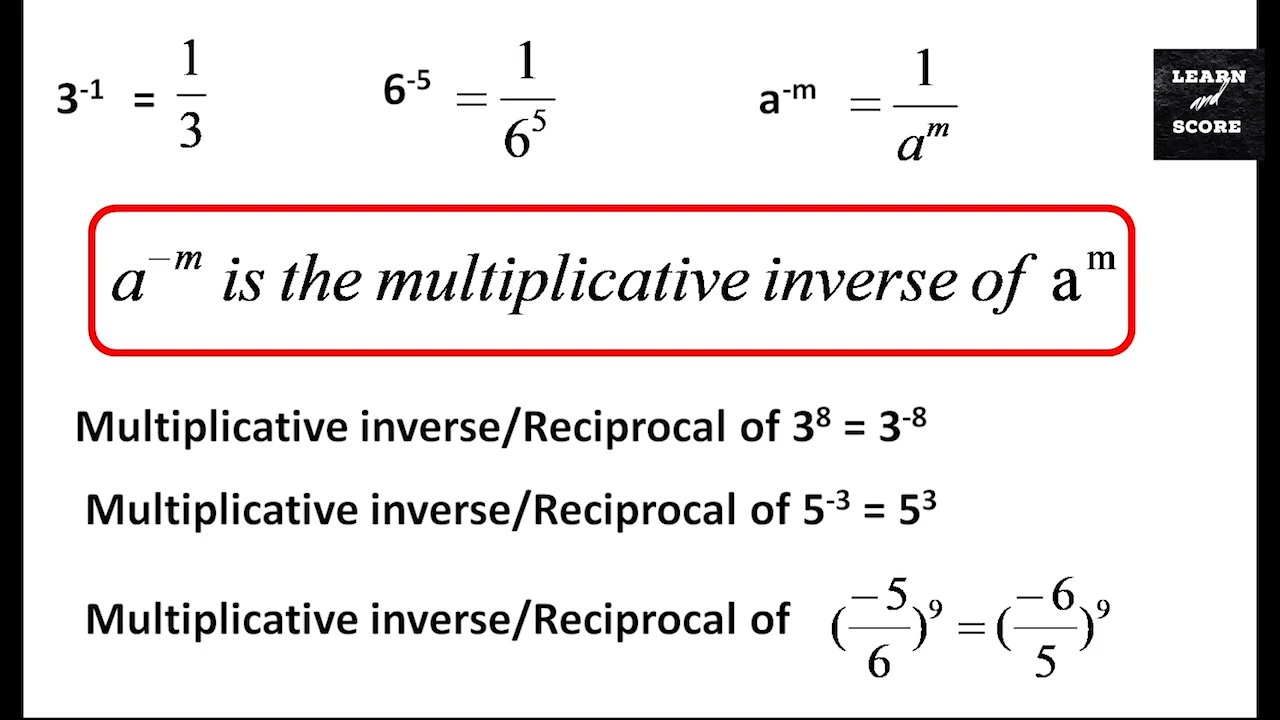 3⁻¹ = 1/3
6⁻⁵ = 1/6⁵
a⁻ᵐ = 1/aᵐ
LEARN
and
SCORE
a⁻ᵐ is the multiplicative inverse of aᵐ
Multiplicative inverse/Reciprocal of 3⁸ = 3⁻⁸
Multiplicative inverse/Reciprocal of 5⁻³ = 5³
Multiplicative inverse/Reciprocal of (−5/6)⁹ = (−6/5)⁹